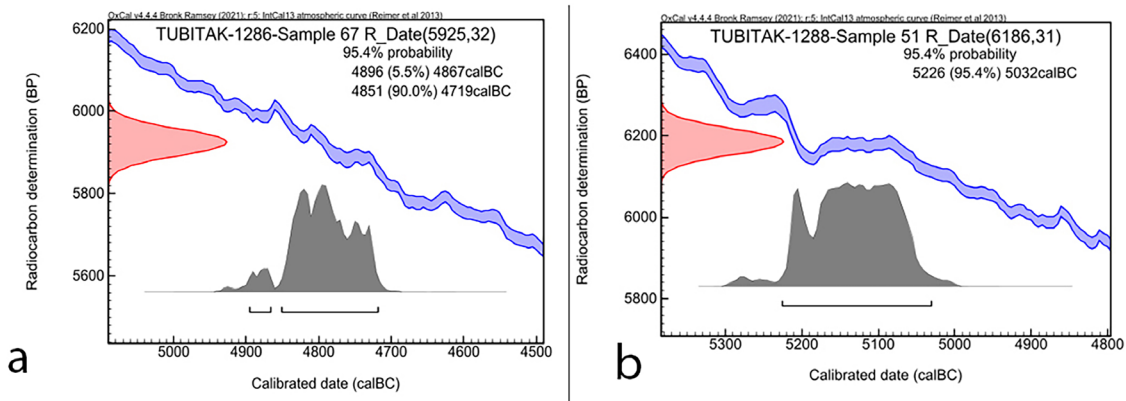 OxCal v4.4.4 Bronk Ramsey (2021); r:5; IntCal13 atmospheric curve (Reimer et al 2013)
TUBITAK-1286-Sample 67 R_Date(5925,32)
95.4% probability
4896 (5.5%) 4867calBC
4851 (90.0%) 4719calBC
Radiocarbon determination (BP)
6200
6000
5800
5600
5000 4900 4800 4700 4600 4500
Calibrated date (calBC)
a
OxCal v4.4.4 Bronk Ramsey (2021); r:5; IntCal13 atmospheric curve (Reimer et al 2013)
TUBITAK-1288-Sample 51 R_Date(6186,31)
95.4% probability
5226 (95.4%) 5032calBC
Radiocarbon determination (BP)
6400
6200
6000
5800
5300 5200 5100 5000 4900 4800
Calibrated date (calBC)
b